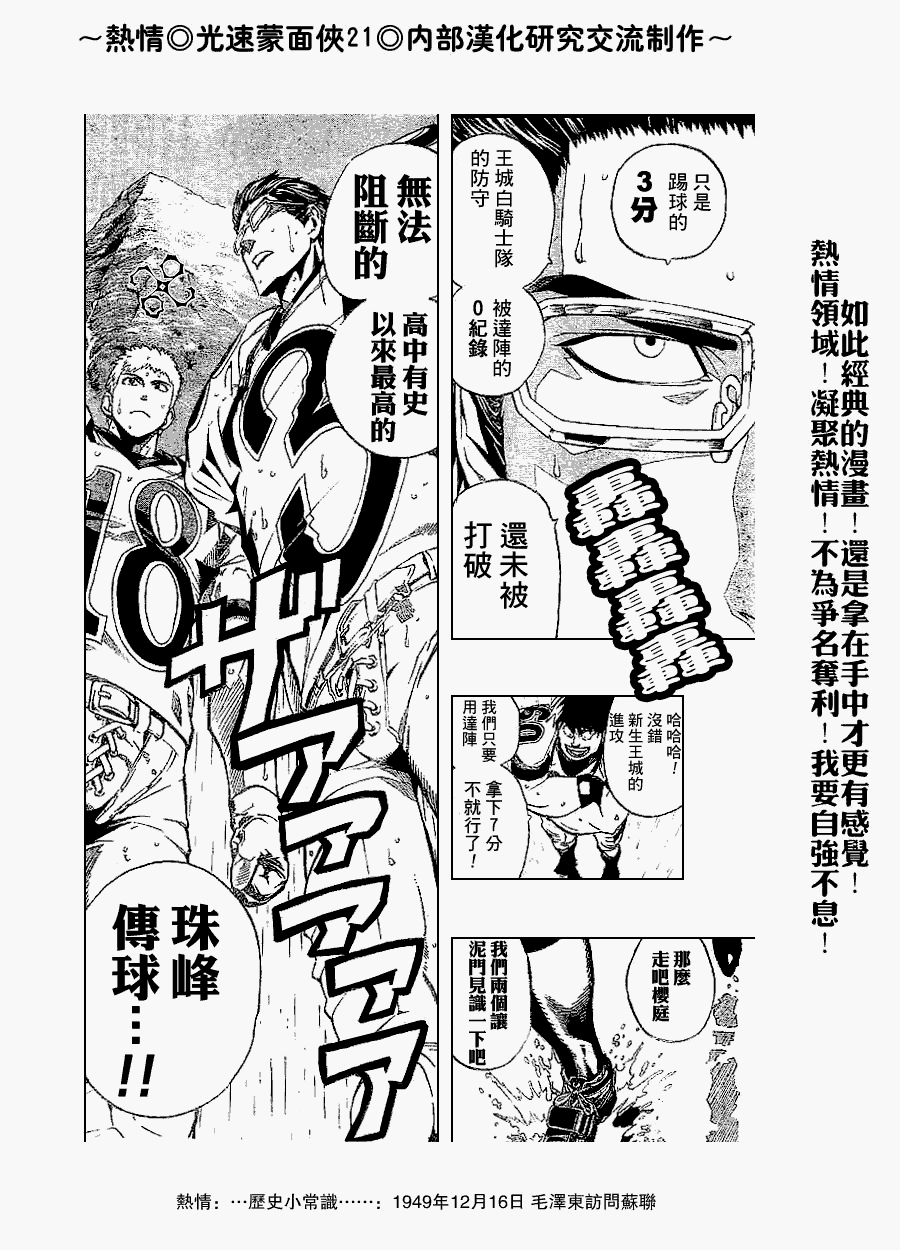 ～熱情◎光速蒙面俠21◎内部漢化研究交流制作～
如此經典的漫畫！還是拿在手中才更有感覺！
熱情領域！凝聚熱情！不為爭名奪利！我要自強不息！
只是
踢球的
3分
王城白騎士隊
的防守
被達陣的
0紀錄
還未被
打破
轟轟轟轟
哈哈哈！
沒錯
新生王城的
進攻
我們只要
用達陣
拿下7分
不就行了！
那麼
走吧櫻庭
我們兩個讓
泥門見識一下吧
無法
阻斷的
高中有史
以來最高的
18
ザァァァァァ
珠峰
傳球…!!
熱情：…歷史小常識……：1949年12月16日 毛澤東訪問蘇聯